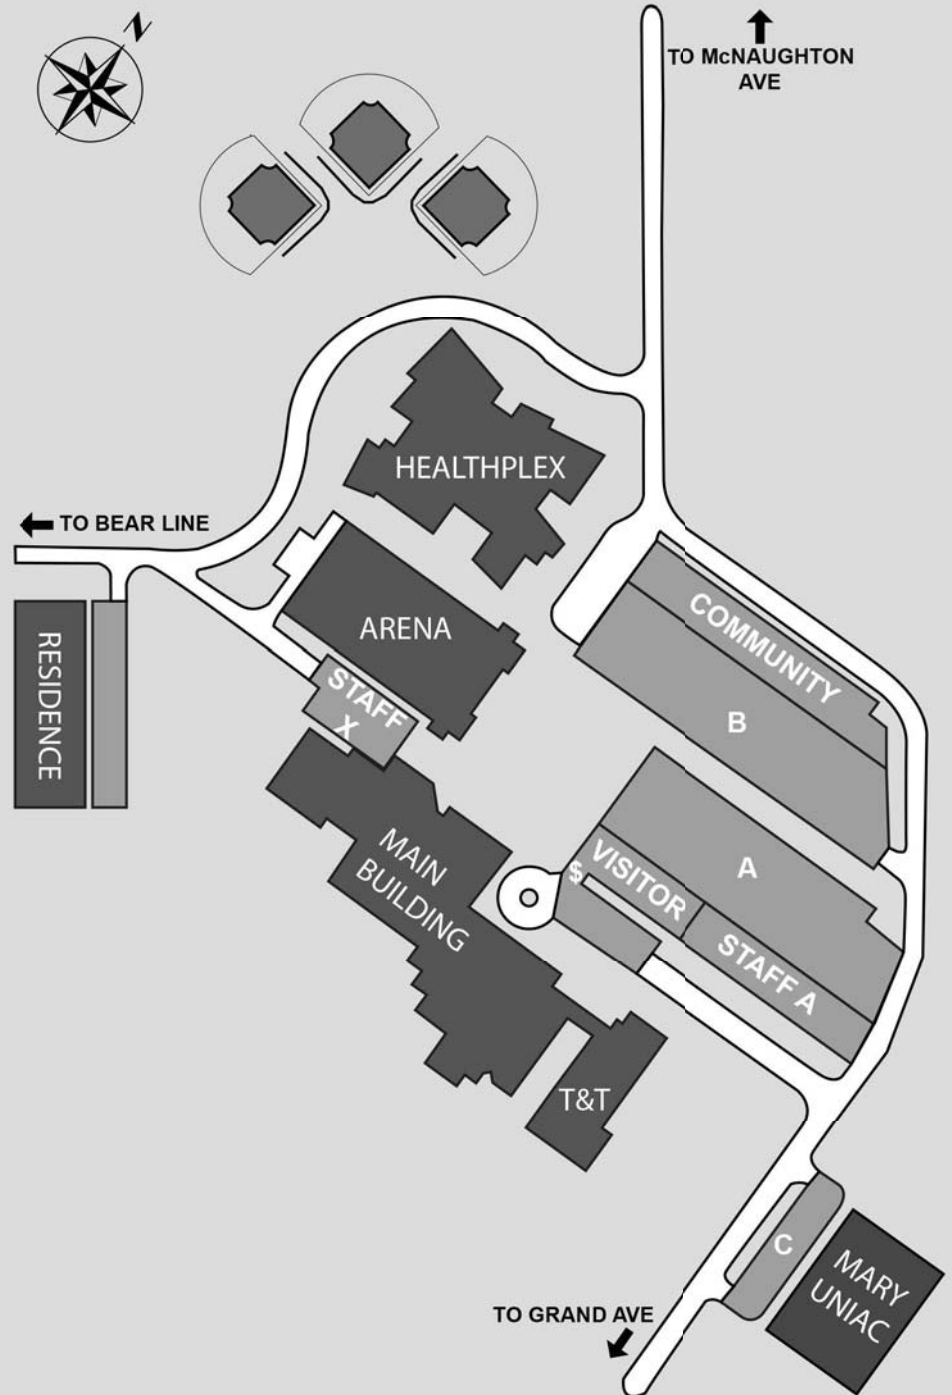 N
TO McNAUGHTON
AVE
HEALTHPLEX
TO BEAR LINE
COMMUNITY
ARENA
RESIDENCE
STAFF
X
B
MAIN
BUILDING
A
$
VISITOR
STAFF A
T&T
C
MARY
UNIAC
TO GRAND AVE